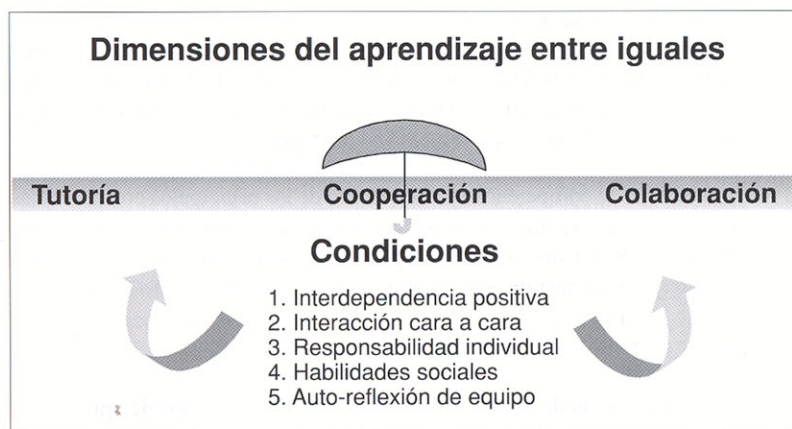 Dimensiones del aprendizaje entre iguales
Tutoría Cooperación Colaboración
Condiciones
1. Interdependencia positiva
2. Interacción cara a cara
3. Responsabilidad individual
4. Habilidades sociales
5. Auto-reflexión de equipo